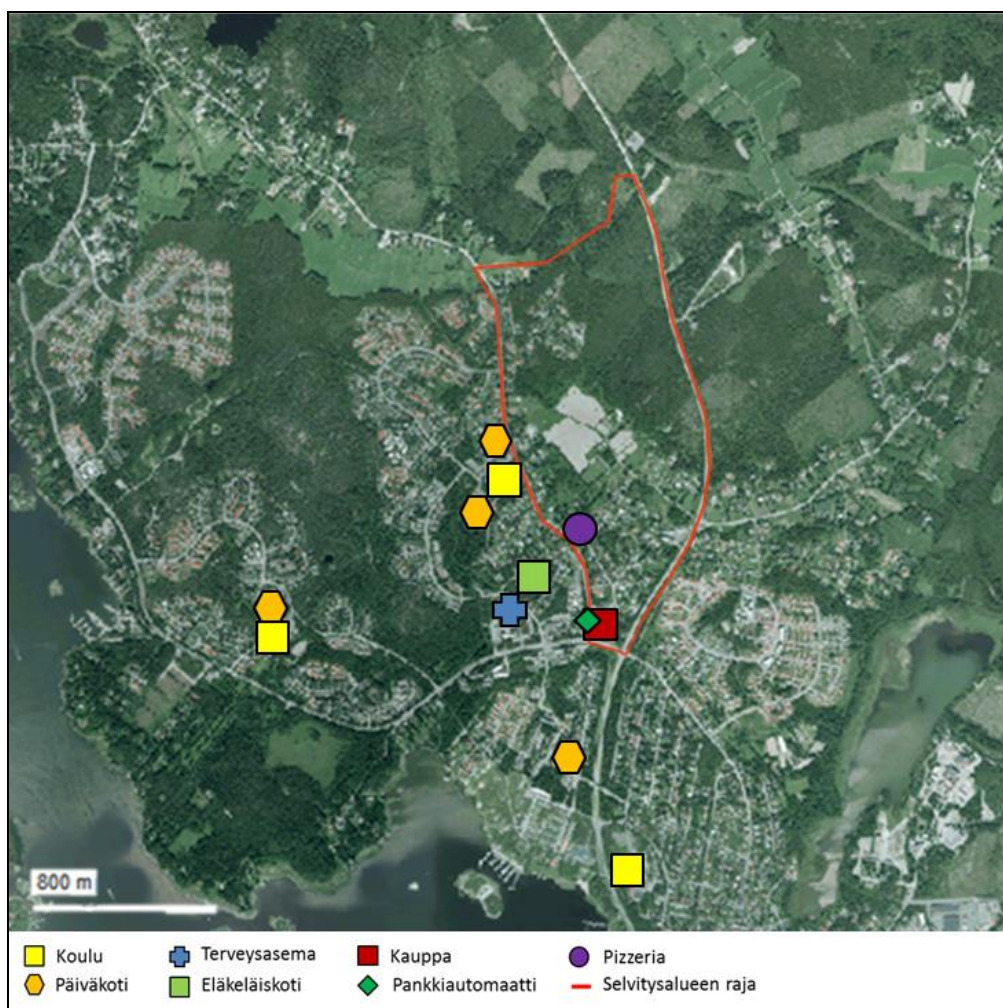 800 m
Koulu Terveysasema Kauppa Pizzeria
Päiväkoti Eläkeläiskoti Pankkiautomaatti Selvitysalueen raja